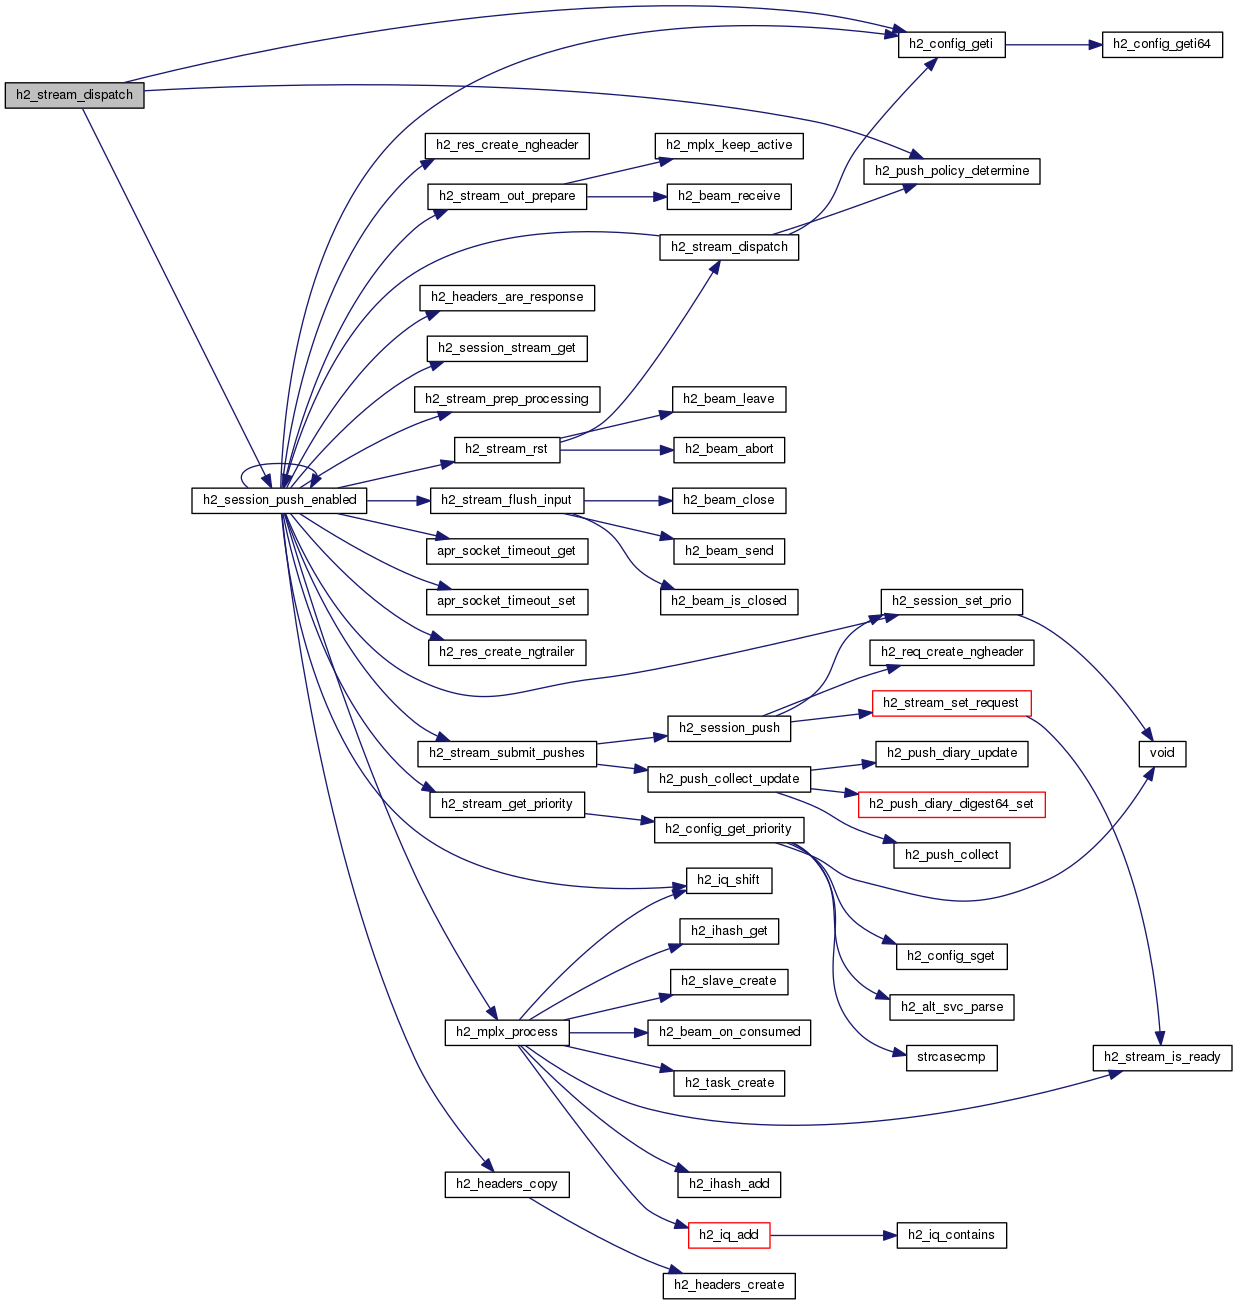 h2_config_geti
h2_config_geti64
h2_stream_dispatch
h2_res_create_ngheader
h2_mplx_keep_active
h2_push_policy_determine
h2_stream_out_prepare
h2_beam_receive
h2_stream_dispatch
h2_headers_are_response
h2_session_stream_get
h2_stream_prep_processing
h2_beam_leave
h2_stream_rst
h2_beam_abort
h2_session_push_enabled
h2_stream_flush_input
h2_beam_close
apr_socket_timeout_get
h2_beam_send
apr_socket_timeout_set
h2_beam_is_closed
h2_session_set_prio
h2_res_create_ngtrailer
h2_req_create_ngheader
h2_stream_set_request
h2_session_push
h2_stream_submit_pushes
h2_push_diary_update
void
h2_push_collect_update
h2_stream_get_priority
h2_push_diary_digest64_set
h2_config_get_priority
h2_push_collect
h2_iq_shift
h2_ihash_get
h2_config_sget
h2_slave_create
h2_alt_svc_parse
h2_mplx_process
h2_beam_on_consumed
strcasecmp
h2_stream_is_ready
h2_task_create
h2_headers_copy
h2_ihash_add
h2_iq_add
h2_iq_contains
h2_headers_create